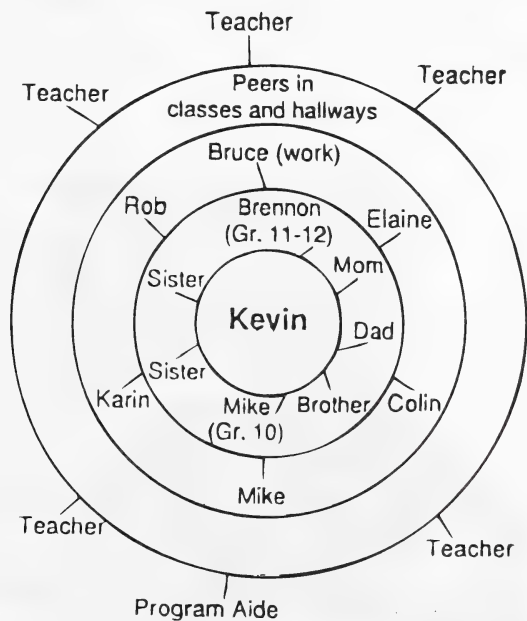 Teacher
Teacher
Teacher
Peers in
classes and hallways
Bruce (work)
Rob
Brennon
(Gr. 11-12)
Elaine
Mom
Sister
Kevin
Dad
Sister
Karin
Mike
(Gr. 10)
Brother
Colin
Mike
Teacher
Teacher
Program Aide